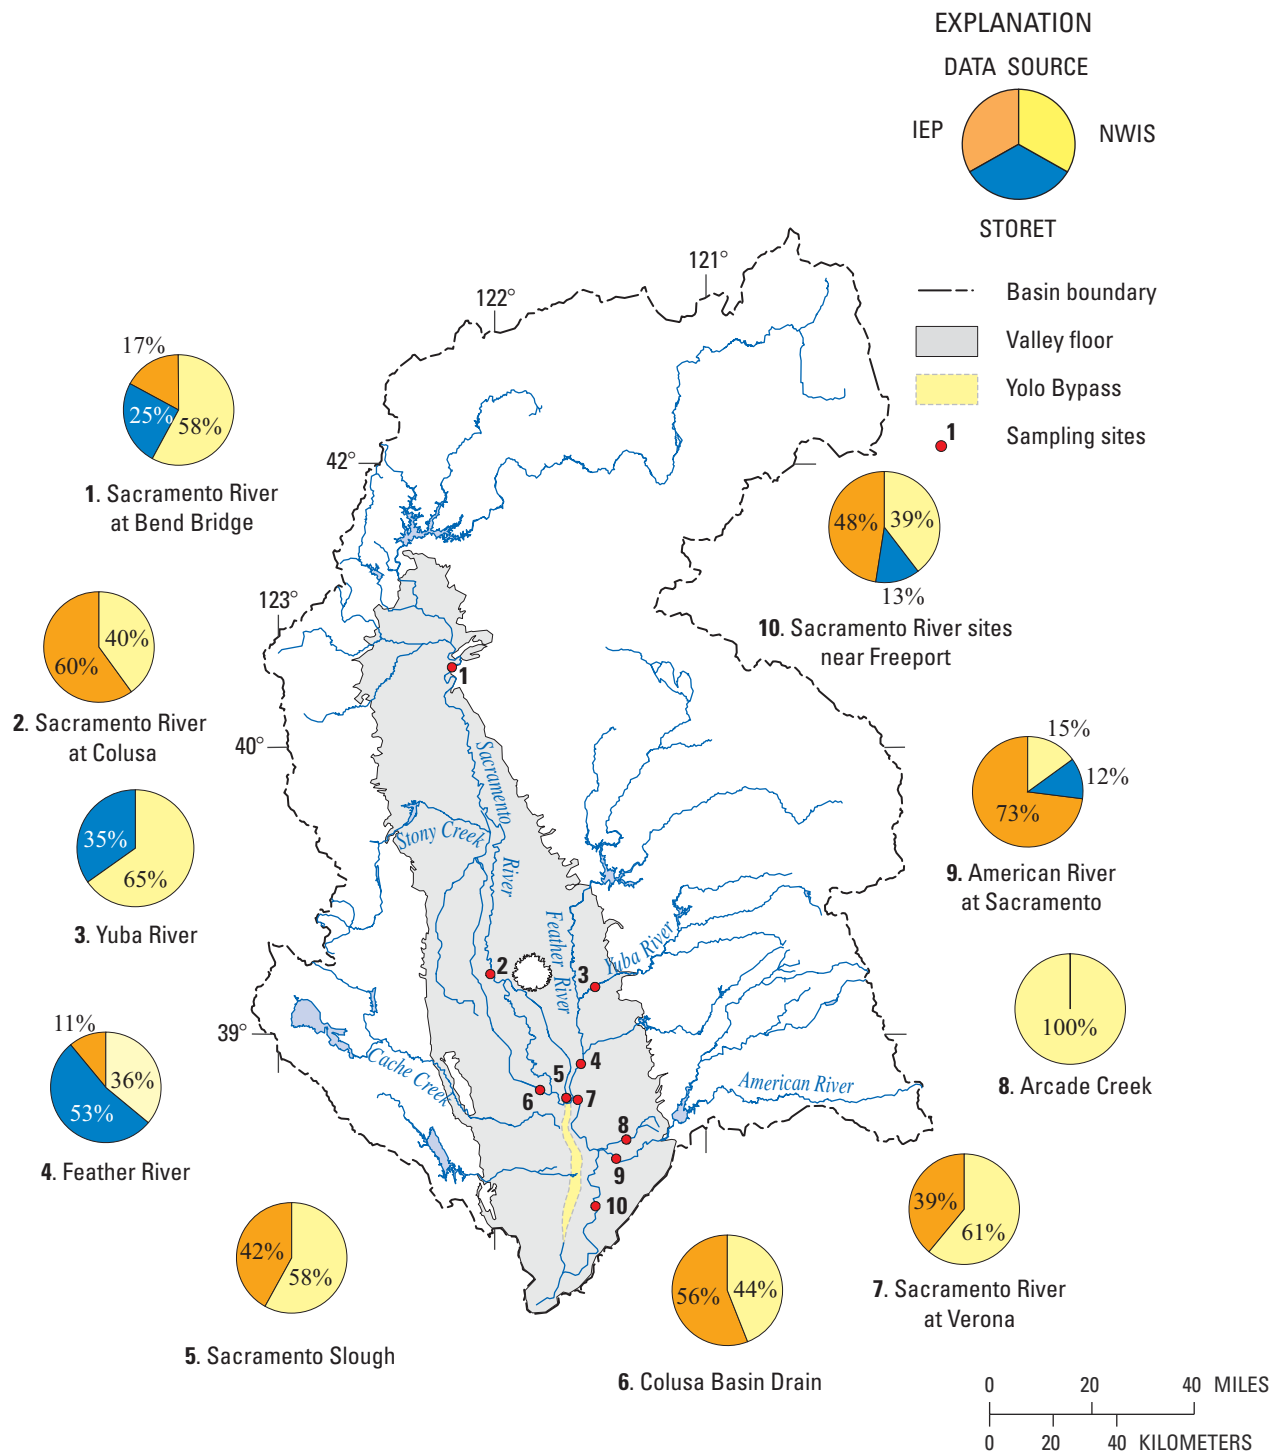 EXPLANATION
DATA SOURCE
IEP
NWIS
STORET
Basin boundary
Valley floor
Yolo Bypass
1
Sampling sites
121°
122°
42°
123°
40°
39°
17%
25%
58%
1. Sacramento River
at Bend Bridge
48%
39%
13%
10. Sacramento River sites
near Freeport
40%
60%
2. Sacramento River
at Colusa
15%
12%
73%
9. American River
at Sacramento
35%
65%
3. Yuba River
100%
8. Arcade Creek
11%
36%
53%
4. Feather River
39%
61%
7. Sacramento River
at Verona
42%
58%
5. Sacramento Slough
56%
44%
6. Colusa Basin Drain
1
Sacramento
River
Stony Creek
Feather River
Yuba River
2
3
4
5
6
7
Cache Creek
American River
8
9
10
0 20 40 MILES
0 20 40 KILOMETERS